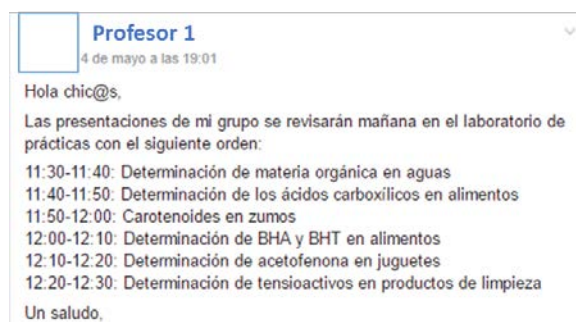 Profesor 1
4 de mayo a las 19:01
Hola chic@s,
Las presentaciones de mi grupo se revisarán mañana en el laboratorio de
prácticas con el siguiente orden:
11:30-11:40: Determinación de materia orgánica en aguas
11:40-11:50: Determinación de los ácidos carboxílicos en alimentos
11:50-12:00: Carotenoides en zumos
12:00-12:10: Determinación de BHA y BHT en alimentos
12:10-12:20: Determinación de acetofenona en juguetes
12:20-12:30: Determinación de tensioactivos en productos de limpieza
Un saludo,